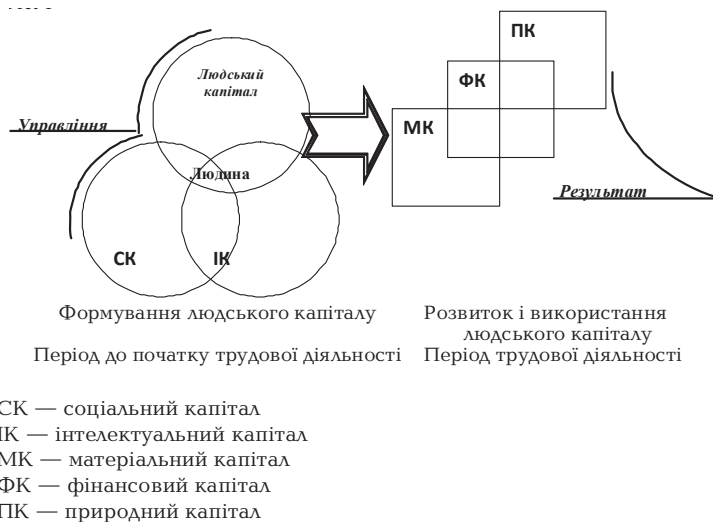 ПК
Людський
капітал
ФК
Управління
МК
Людина
Результат
СК
ІК
Формування людського капіталу
Розвиток і використання
людського капіталу
Період до початку трудової діяльності
Період трудової діяльності
СК — соціальний капітал
ІК — інтелектуальний капітал
МК — матеріальний капітал
ФК — фінансовий капітал
ПК — природний капітал